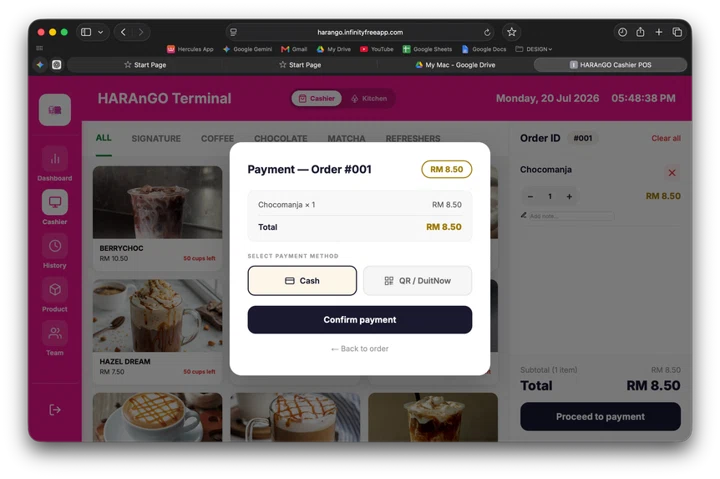 harango.infinityfreeapp.com
Hercules App
Google Gemini
Gmail
My Drive
YouTube
Google Sheets
Google Docs
DESIGN
Start Page
Start Page
My Mac - Google Drive
HARAnGO Cashier POS
HARAnGO Terminal
Cashier
Kitchen
Monday, 20 Jul 2026
05:48:38 PM
Dashboard
Cashier
History
Product
Team
ALL
SIGNATURE
COFFEE
CHOCOLATE
MATCHA
REFRESHERS
BERRYCHOC
RM 10.50
50 cups left
HAZEL DREAM
RM 7.50
50 cups left
Payment — Order #001
RM 8.50
Chocomanja × 1
RM 8.50
Total
RM 8.50
SELECT PAYMENT METHOD
Cash
QR / DuitNow
Confirm payment
← Back to order
Order ID
#001
Clear all
Chocomanja
− 1 +
RM 8.50
Add note...
Subtotal (1 item)
RM 8.50
Total
RM 8.50
Proceed to payment